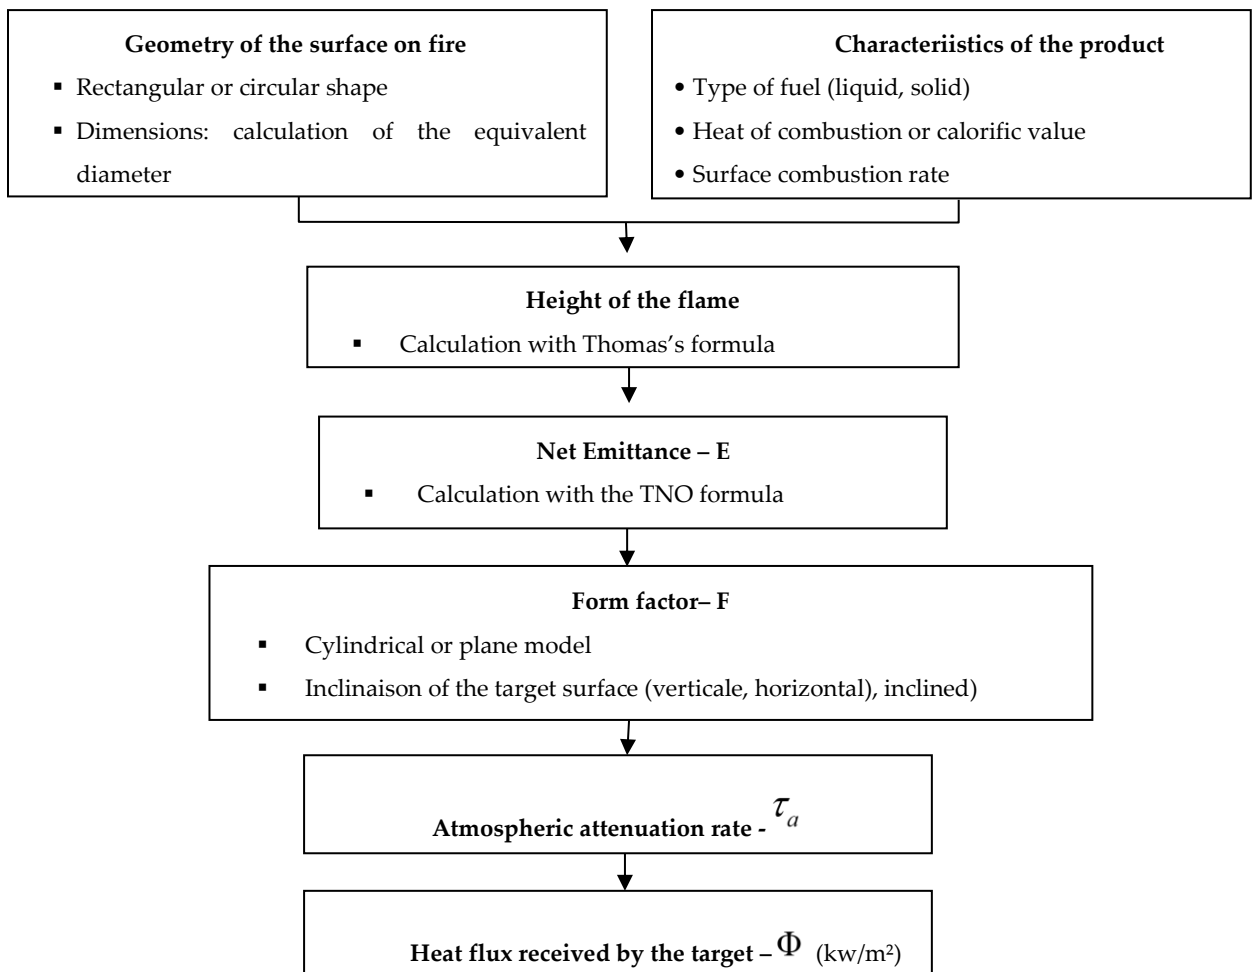 Geometry of the surface on fire
▪ Rectangular or circular shape
▪ Dimensions: calculation of the equivalent
diameter
Characteriistics of the product
• Type of fuel (liquid, solid)
• Heat of combustion or calorific value
• Surface combustion rate
Height of the flame
▪ Calculation with Thomas’s formula
Net Emittance – E
▪ Calculation with the TNO formula
Form factor– F
▪ Cylindrical or plane model
▪ Inclinaison of the target surface (verticale, horizontal), inclined)
Atmospheric attenuation rate - τa
Heat flux received by the target – Φ (kw/m²)